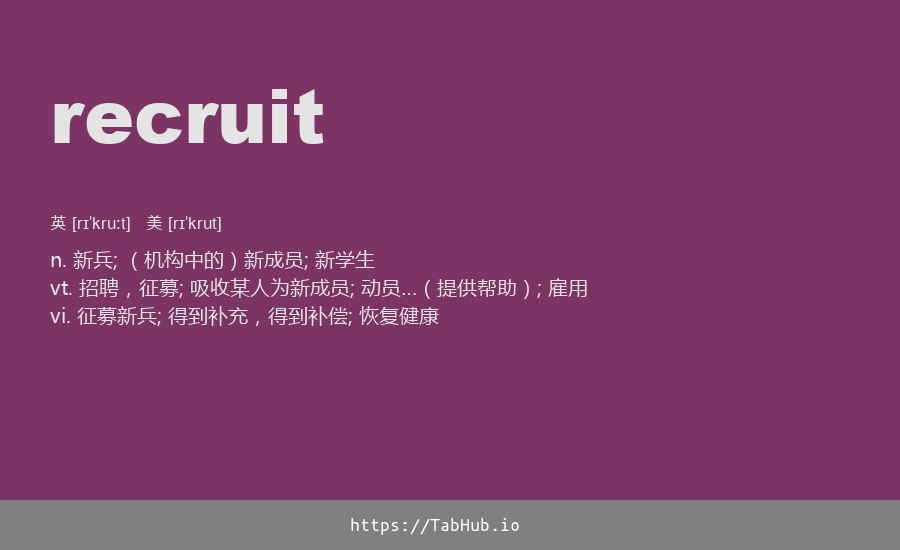 recruit
英 [rɪˈkruːt]   美 [rɪˈkrut]
n. 新兵; （机构中的）新成员; 新学生
vt. 招聘，征募; 吸收某人为新成员; 动员…（提供帮助）; 雇用
vi. 征募新兵; 得到补充，得到补偿; 恢复健康
https://TabHub.io